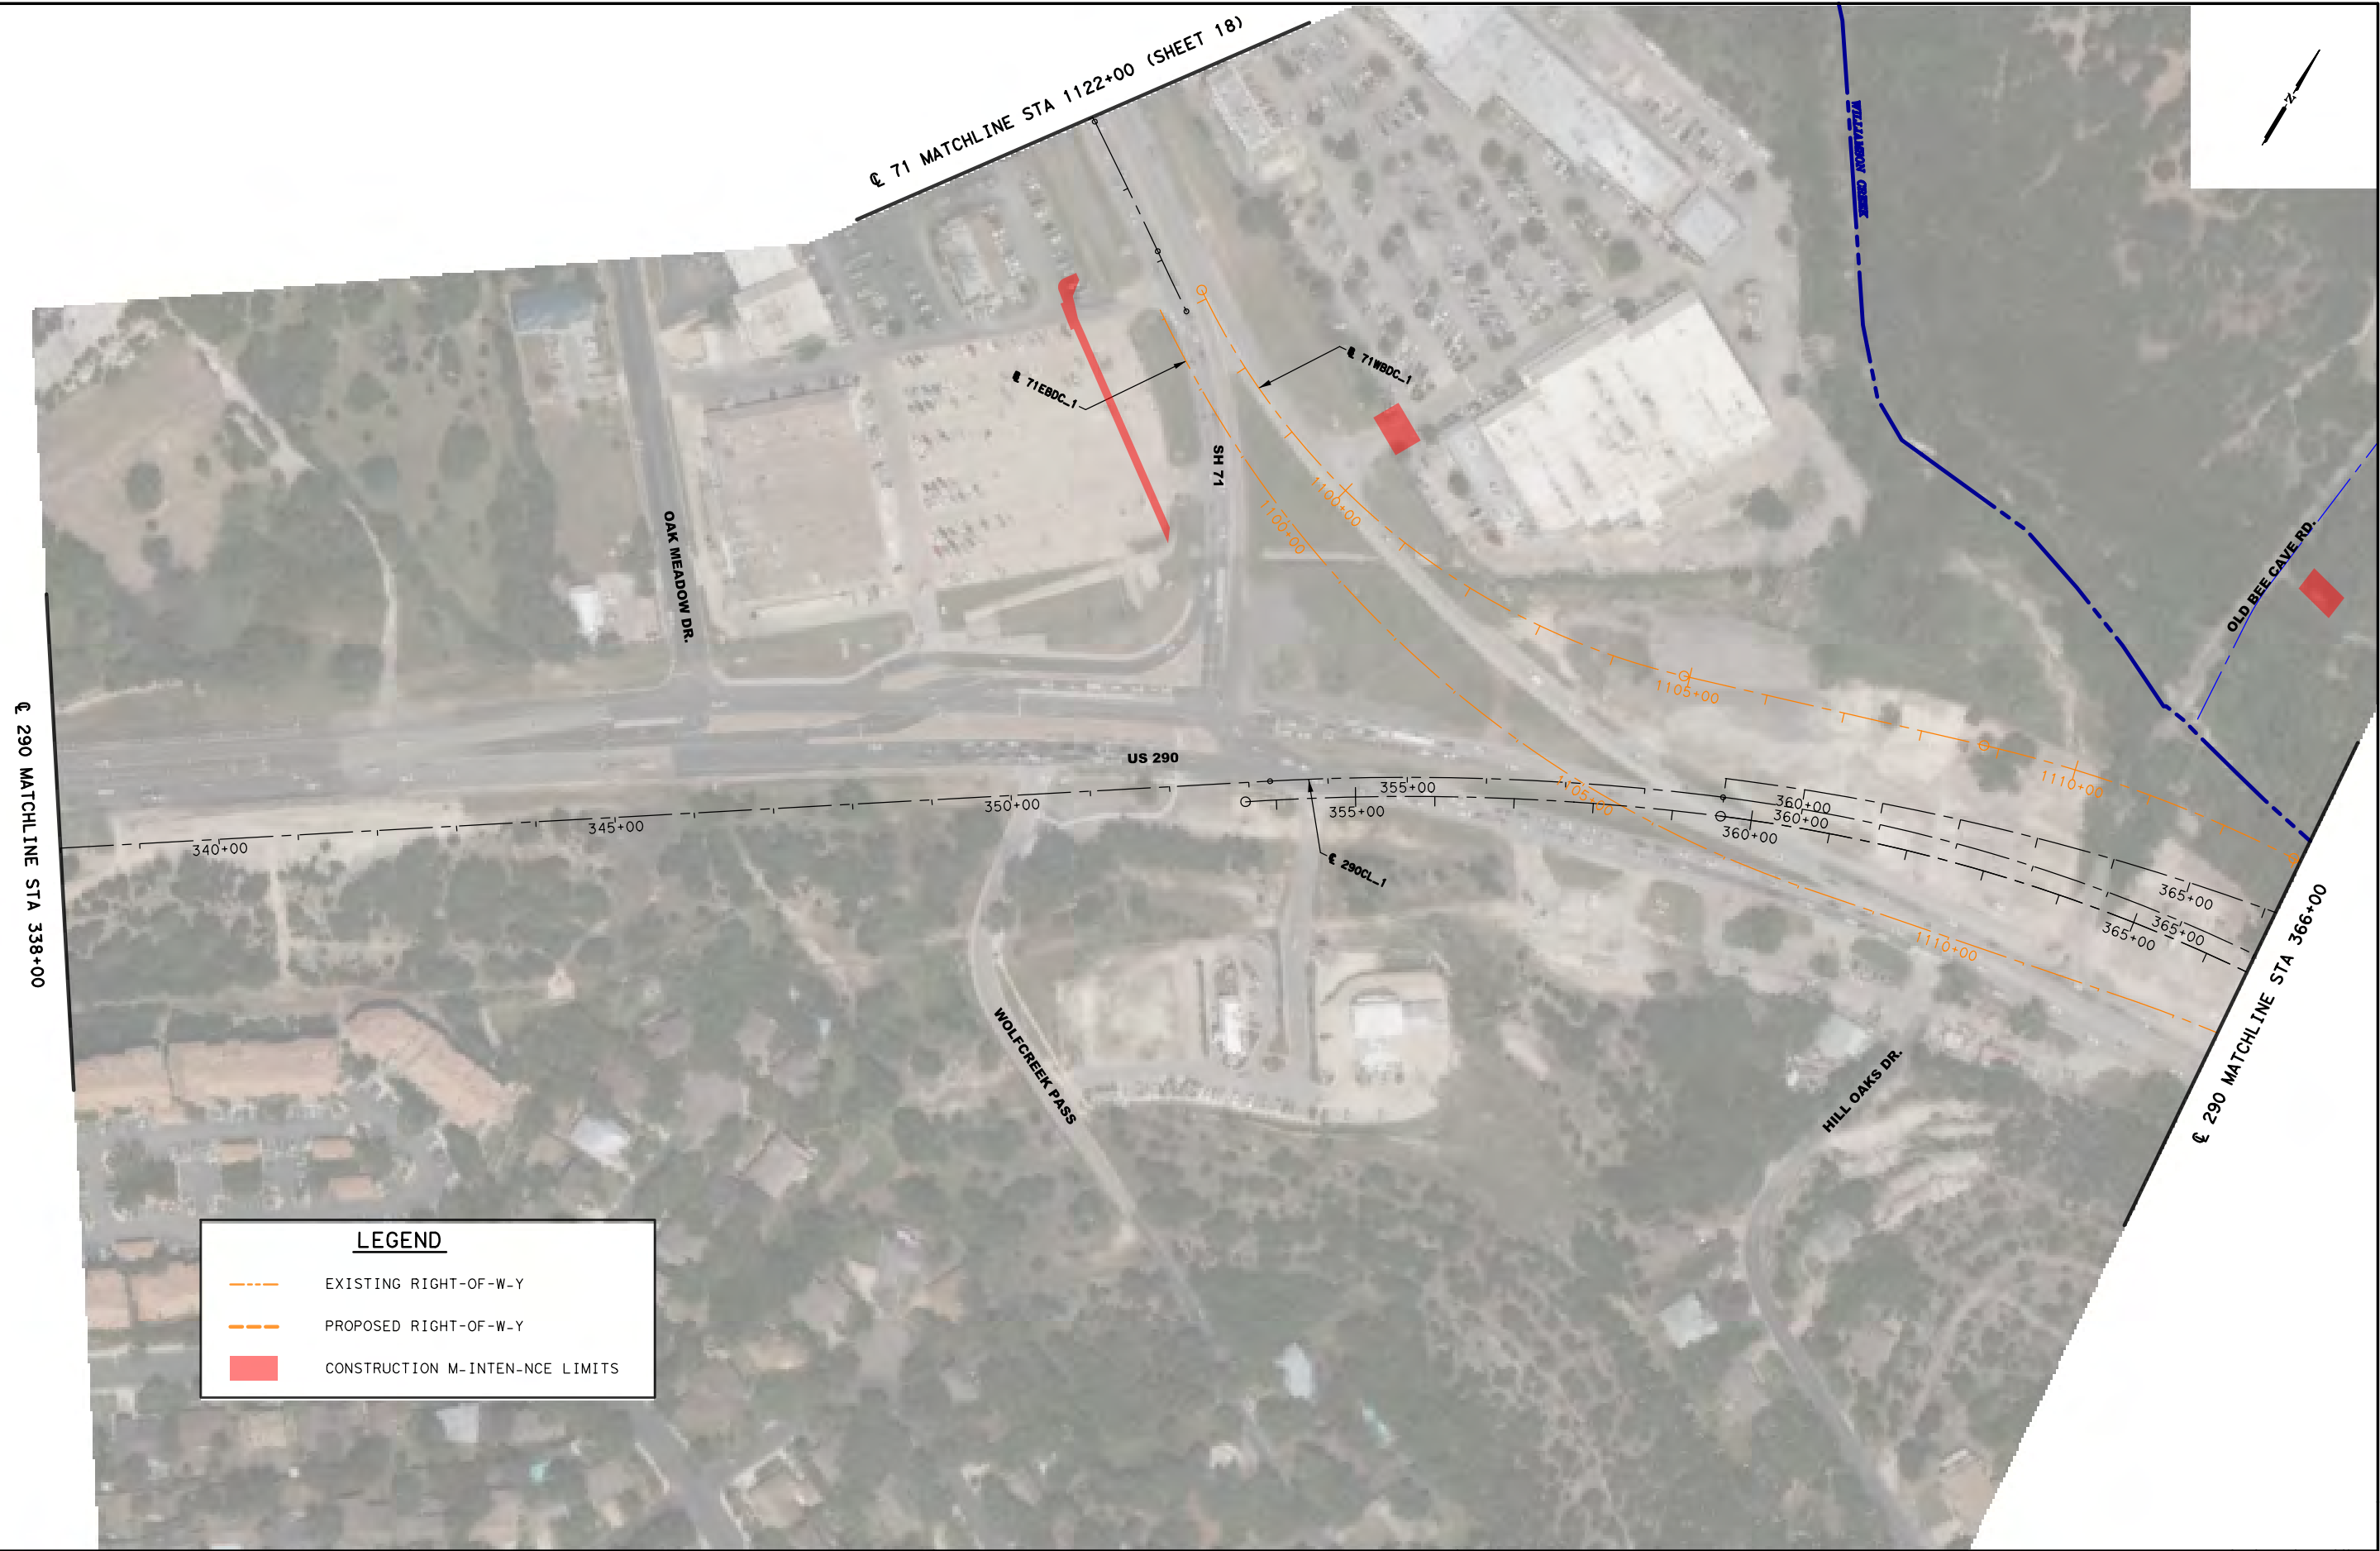 ℄ 71 MATCHLINE STA 1122+00 (SHEET 18)
WILLIAMSON CREEK
N
℄ 71EBDC_1
℄ 71WBDC_1
SH 71
1100+00
1100+00
OAK MEADOW DR.
OLD BEE CAVE RD.
1105+00
1105+00
1110+00
1110+00
US 290
℄ 290 MATCHLINE STA 338+00
340+00
345+00
350+00
355+00
355+00
360+00
360+00
360+00
365+00
365+00
365+00
℄ 290CL_1
℄ 290 MATCHLINE STA 366+00
WOLFCREEK PASS
HILL OAKS DR.
LEGEND
EXISTING RIGHT-OF-W-Y
PROPOSED RIGHT-OF-W-Y
CONSTRUCTION M-INTEN-NCE LIMITS